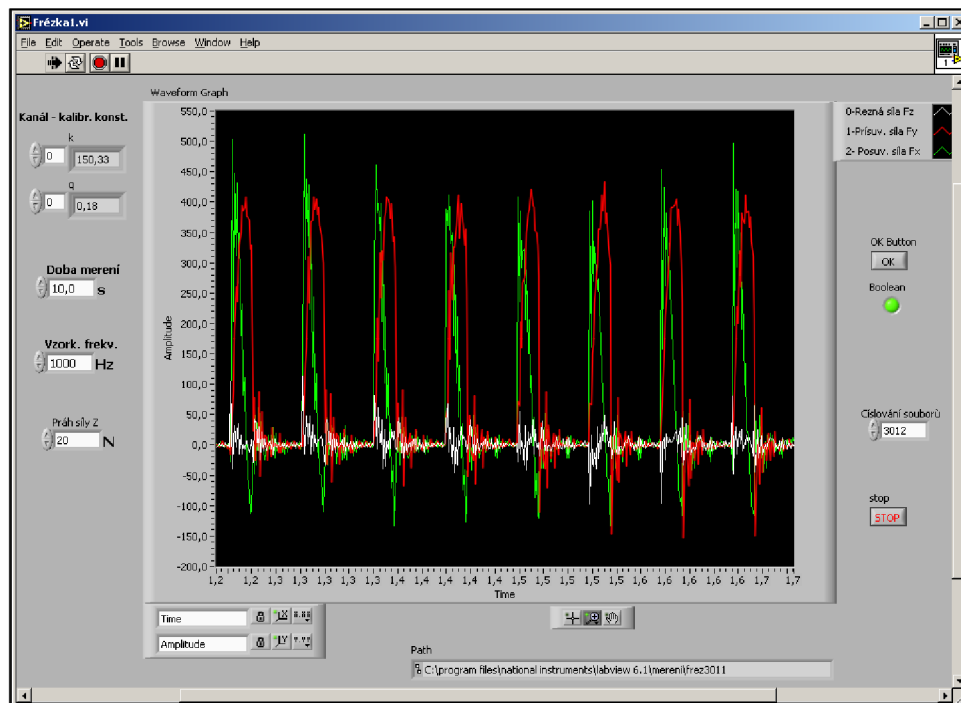 Frézka1.vi
File Edit Operate Tools Browse Window Help
1
Waveform Graph
Kanál - kalibr. konst.
k
0 150,33
q
0 0,18
Doba merení
10,0 s
Vzork. frekv.
1000 Hz
Práh síly Z
20 N
550,0
500,0
450,0
400,0
350,0
300,0
250,0
200,0
150,0
100,0
50,0
0,0
-50,0
-100,0
-150,0
-200,0
Amplitude
1,2 1,2 1,3 1,3 1,3 1,4 1,4 1,4 1,5 1,5 1,5 1,6 1,6 1,6 1,7 1,7
Time
0-Rezná síla Fz
1-Prísuv. síla Fy
2- Posuv. síla Fx
OK Button
OK
Boolean
Císlování souborù
3012
stop
STOP
Time
Amplitude
Path
C:\program files\national instruments\labview 6.1\mereni\frez3011